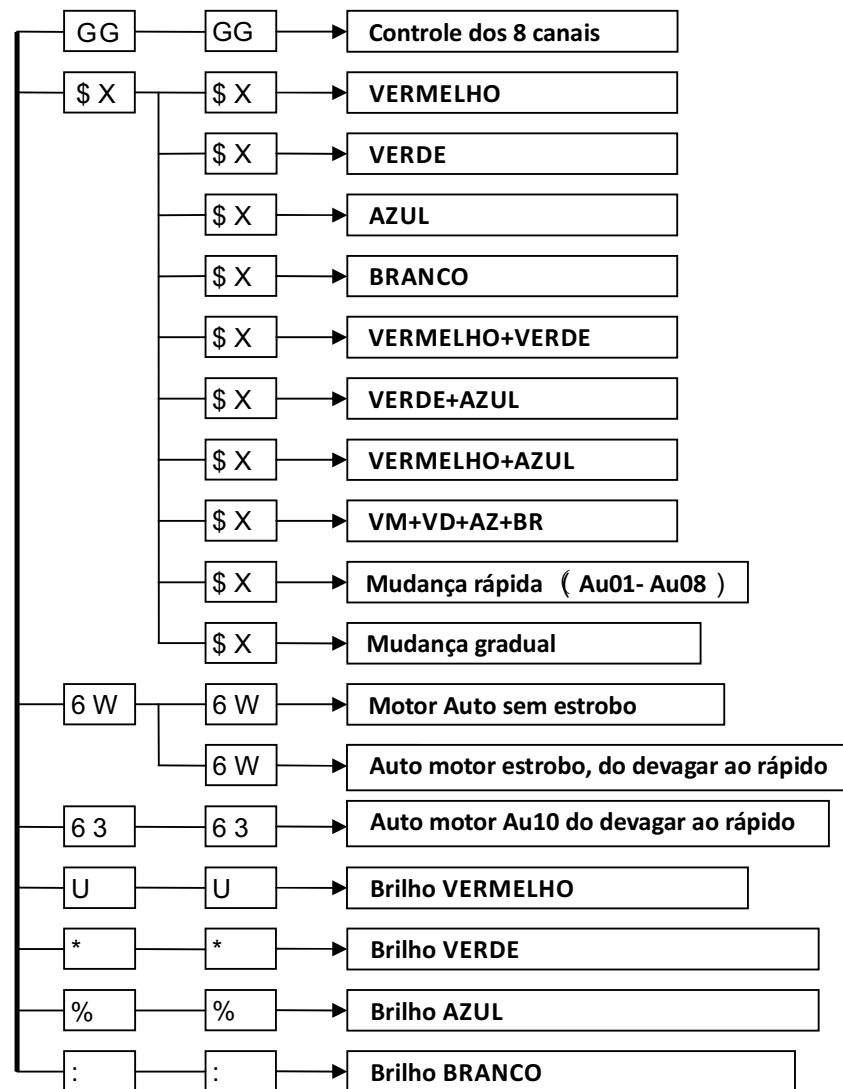 GG GG Controle dos 8 canais
$ X $ X VERMELHO
$ X VERDE
$ X AZUL
$ X BRANCO
$ X VERMELHO+VERDE
$ X VERDE+AZUL
$ X VERMELHO+AZUL
$ X VM+VD+AZ+BR
$ X Mudança rápida ( Au01- Au08 )
$ X Mudança gradual
6 W 6 W Motor Auto sem estrobo
6 W Auto motor estrobo, do devagar ao rápido
6 3 6 3 Auto motor Au10 do devagar ao rápido
U U Brilho VERMELHO
* * Brilho VERDE
% % Brilho AZUL
: : Brilho BRANCO